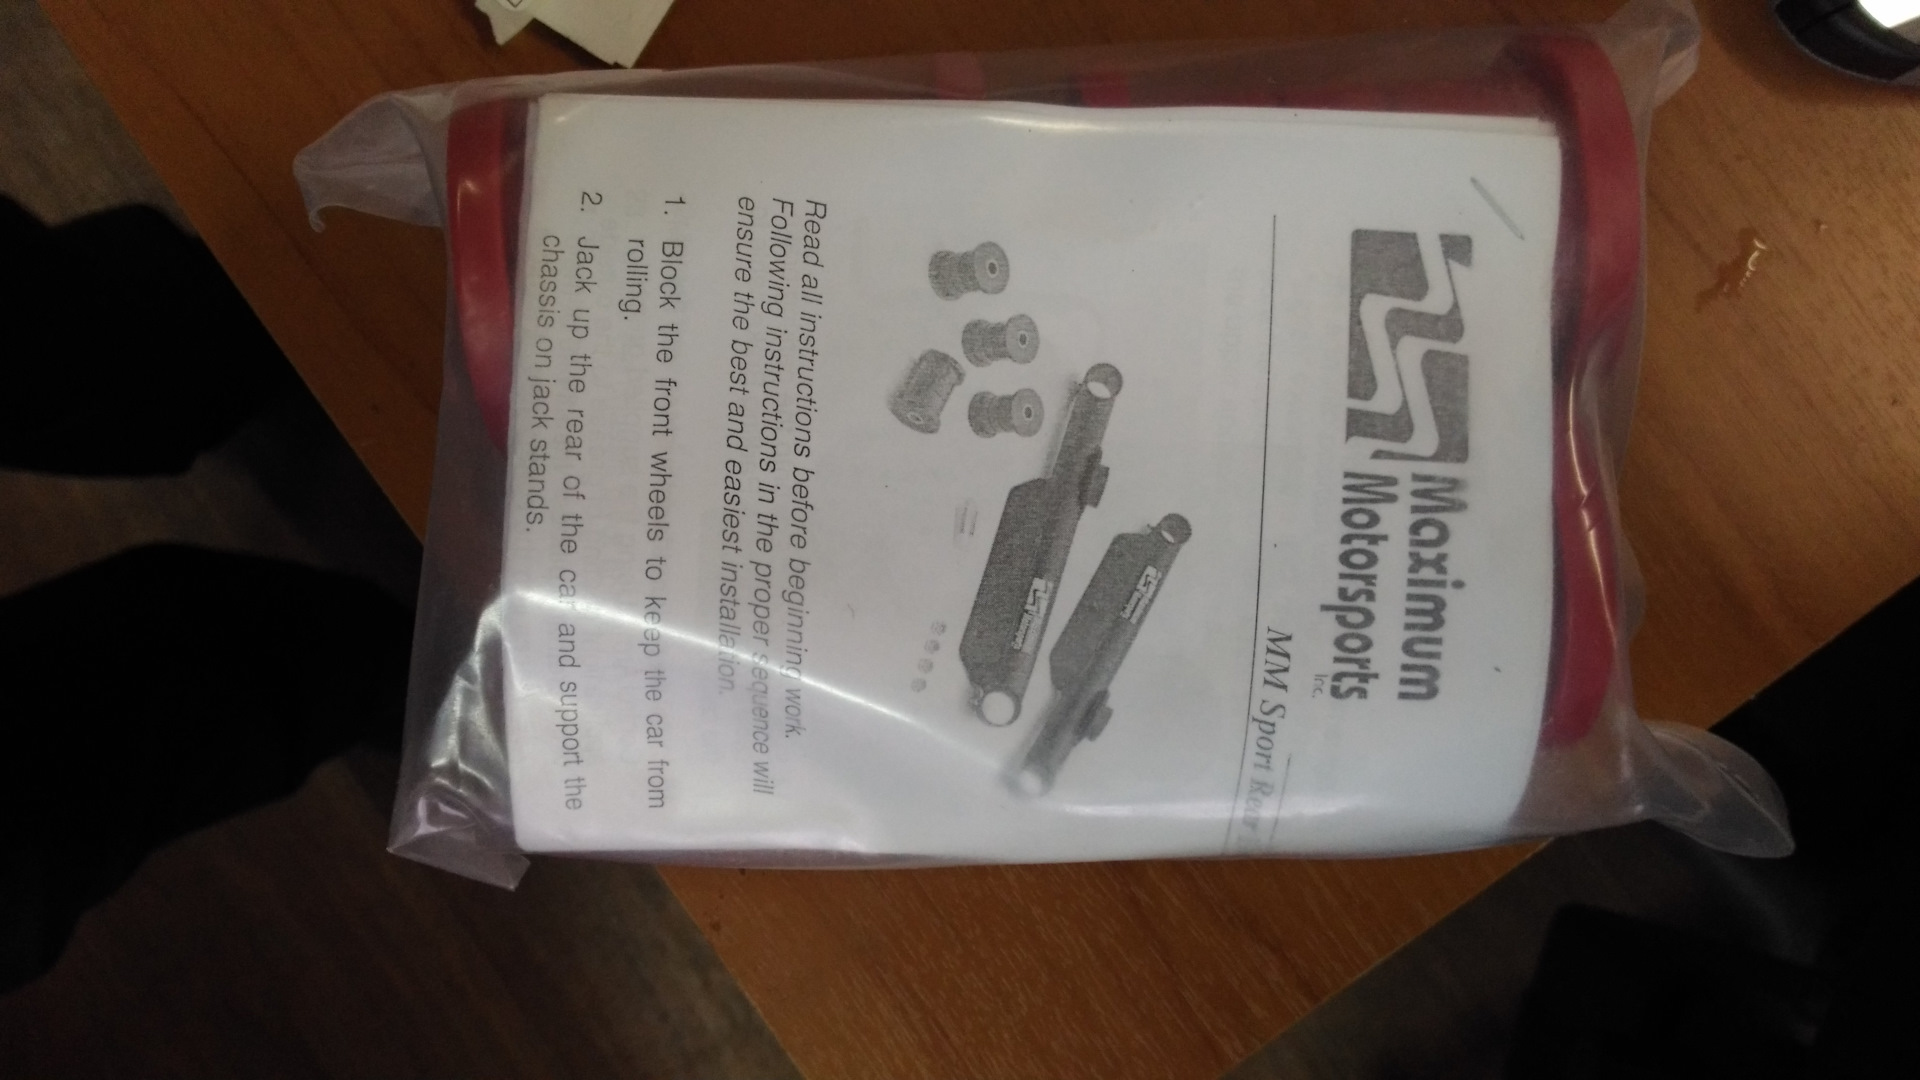 Maximum
Motorsports
Inc.
MM Sport Rear
Read all instructions before beginning work.
Following instructions in the proper sequence will
ensure the best and easiest installation.
1. Block the front wheels to keep the car from
rolling.
2. Jack up the rear of the car and support the
chassis on jack stands.